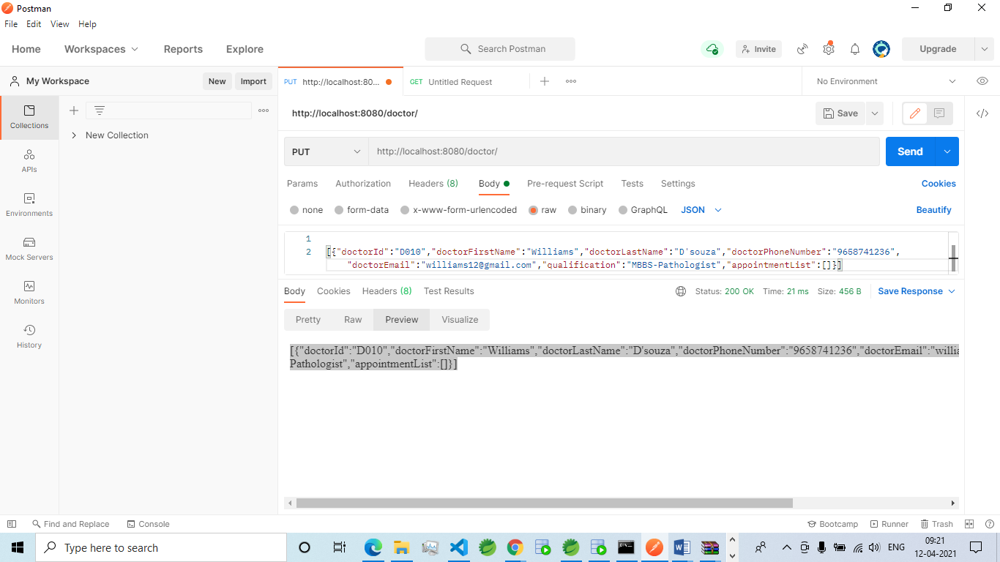 Postman
File Edit View Help
Home Workspaces Reports Explore Search Postman Invite Upgrade
My Workspace New Import PUT http://localhost:80... GET Untitled Request No Environment
http://localhost:8080/doctor/ Save
Collections
New Collection
PUT http://localhost:8080/doctor/ Send
APIs
Params Authorization Headers (8) Body Pre-request Script Tests Settings Cookies
none form-data x-www-form-urlencoded raw binary GraphQL JSON Beautify
Environments
1
2 [{"doctorId":"D010","doctorFirstName":"Williams","doctorLastName":"D'souza","doctorPhoneNumber":"9658741236",
"doctorEmail":"williams12@gmail.com","qualification":"MBBS-Pathologist","appointmentList":[]}]
Mock Servers
Body Cookies Headers (8) Test Results Status: 200 OK Time: 21 ms Size: 456 B Save Response
Monitors
Pretty Raw Preview Visualize
History
[{"doctorId":"D010","doctorFirstName":"Williams","doctorLastName":"D'souza","doctorPhoneNumber":"9658741236","doctorEmail":"willia
Pathologist","appointmentList":[]}]
Find and Replace Console Bootcamp Runner Trash
Type here to search ENG 09:21
12-04-2021